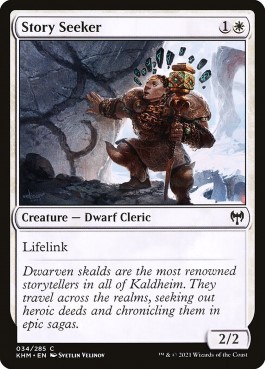 Story Seeker 1
Creature — Dwarf Cleric
Lifelink
Dwarven skalds are the most renowned
storytellers in all of Kaldheim. They
travel across the realms, seeking out
heroic deeds and chronicling them in
epic sagas.
2/2
034/285 C
KHM • EN Svetlin Velinov
™ & © 2021 Wizards of the Coast